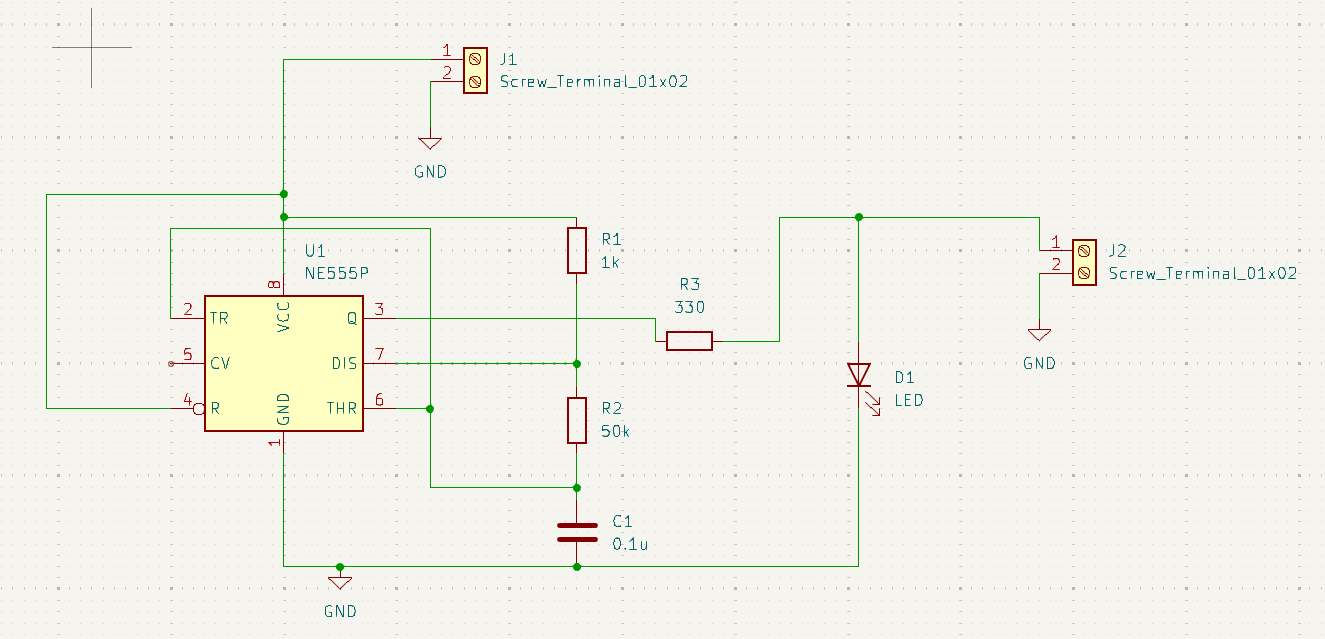 1
2
J1
Screw_Terminal_01x02
GND
U1
NE555P
8
VCC
2
TR
Q
3
5
CV
DIS
7
4
R
THR
6
GND
1
R1
1k
R2
50k
C1
0.1u
R3
330
D1
LED
1
2
J2
Screw_Terminal_01x02
GND
GND